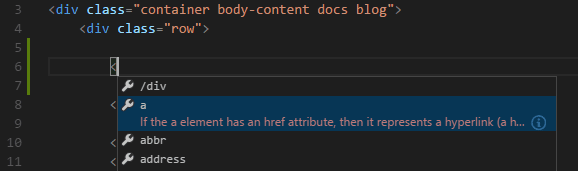 3 <div class="container body-content docs blog">
4 <div class="row">
5
6 <
7 /div
8 < a
9 If the a element has an href attribute, then it represents a hyperlink (a h...
10 < abbr
11 < address